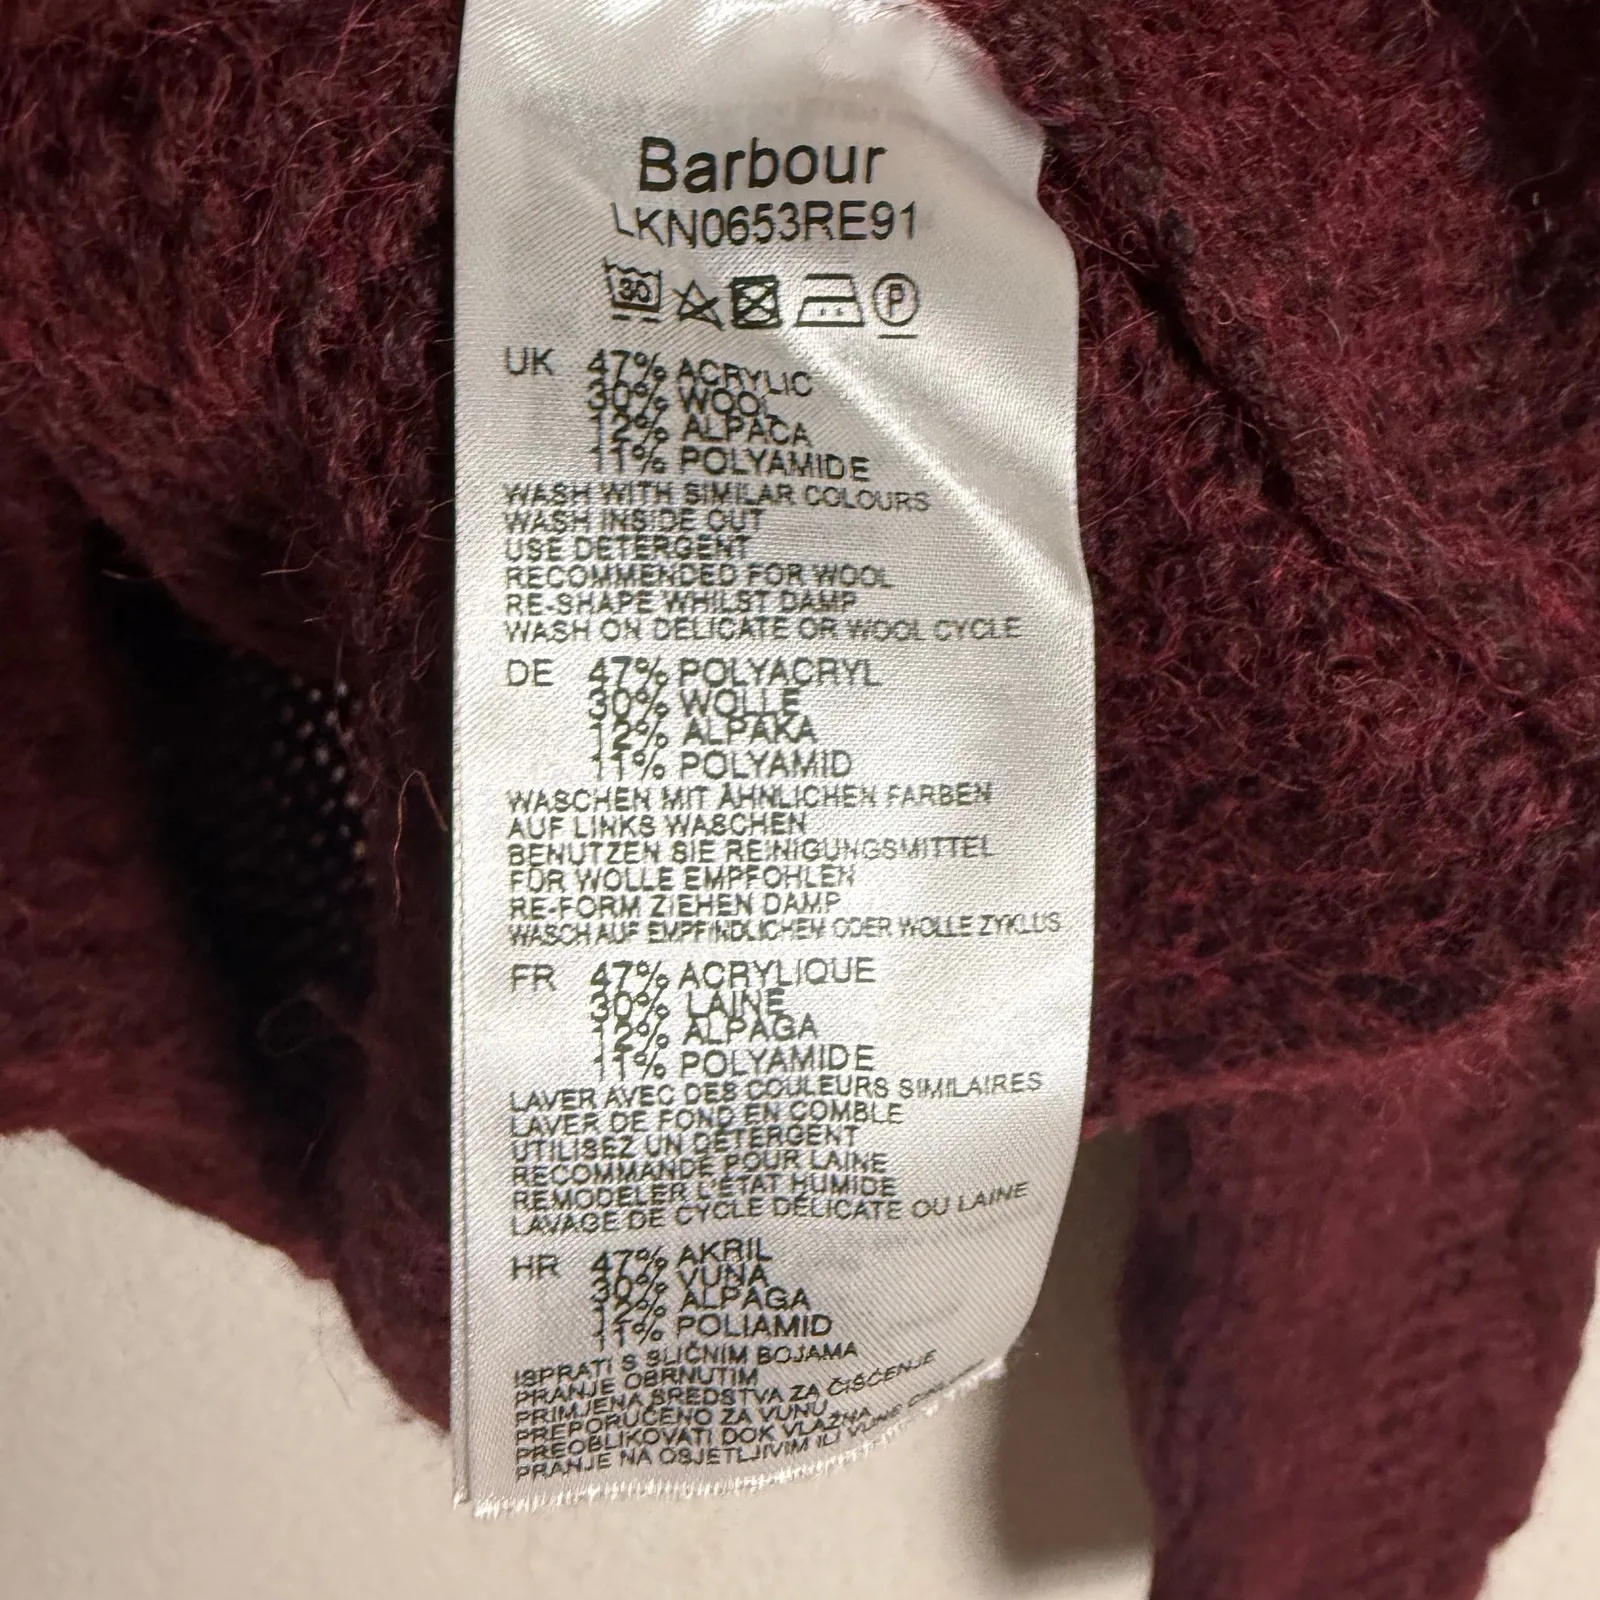 Barbour
LKN0653RE91
30
P
UK 47% ACRYLIC
30% WOOL
12% ALPACA
11% POLYAMIDE
WASH WITH SIMILAR COLOURS
WASH INSIDE OUT
USE DETERGENT
RECOMMENDED FOR WOOL
RE-SHAPE WHILST DAMP
WASH ON DELICATE OR WOOL CYCLE
DE 47% POLYACRYL
30% WOLLE
12% ALPAKA
11% POLYAMID
WASCHEN MIT ÄHNLICHEN FARBEN
AUF LINKS WASCHEN
BENUTZEN SIE REINIGUNGSMITTEL
FÜR WOLLE EMPFOHLEN
RE-FORM ZIEHEN DAMP
WASCH AUF EMPFINDLICHEM ODER WOLLE ZYKLUS
FR 47% ACRYLIQUE
30% LAINE
12% ALPAGA
11% POLYAMIDE
LAVER AVEC DES COULEURS SIMILAIRES
LAVER DE FOND EN COMBLE
UTILISEZ UN DÉTERGENT
RECOMMANDÉ POUR LAINE
REMODELER L'ÉTAT HUMIDE
LAVAGE DE CYCLE DÉLICATE OU LAINE
HR 47% AKRIL
30% VUNA
12% ALPAGA
11% POLIAMID
ISPRATI S SLIČNIM BOJAMA
PRANJE OBRNUTIM
PRIMJENA SREDSTVA ZA ČIŠĆENJE
PREPORUČENO ZA VUNU
PREOBLIKOVATI DOK VLAŽNA
PRANJE NA OSJETLJIVIM ILI VUNE